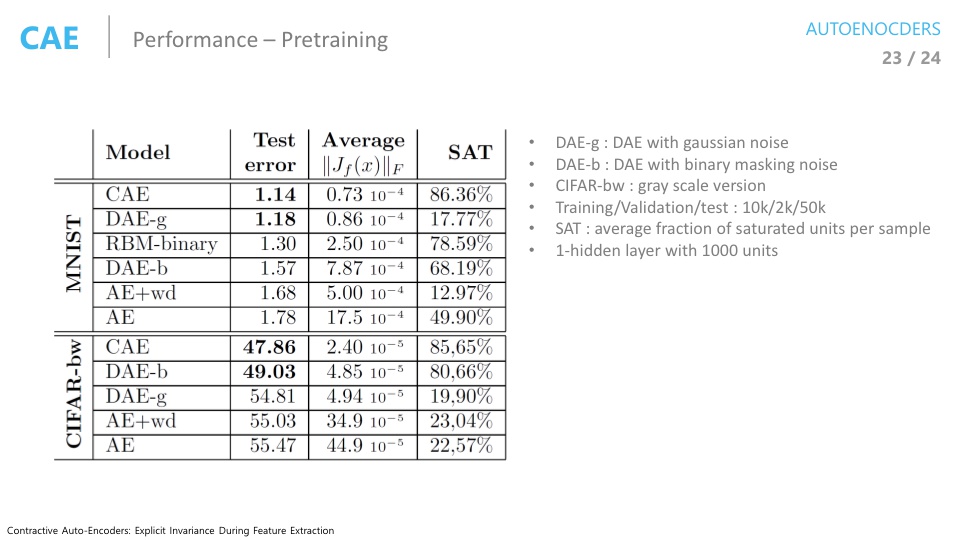 CAE
Performance – Pretraining
AUTOENOCDERS
23 / 24
Model Test error Average ‖J_f(x)‖_F SAT
MNIST
CAE 1.14 0.73 10⁻⁴ 86.36%
DAE-g 1.18 0.86 10⁻⁴ 17.77%
RBM-binary 1.30 2.50 10⁻⁴ 78.59%
DAE-b 1.57 7.87 10⁻⁴ 68.19%
AE+wd 1.68 5.00 10⁻⁴ 12.97%
AE 1.78 17.5 10⁻⁴ 49.90%
CIFAR-bw
CAE 47.86 2.40 10⁻⁵ 85,65%
DAE-b 49.03 4.85 10⁻⁵ 80,66%
DAE-g 54.81 4.94 10⁻⁵ 19,90%
AE+wd 55.03 34.9 10⁻⁵ 23,04%
AE 55.47 44.9 10⁻⁵ 22,57%
• DAE-g : DAE with gaussian noise
• DAE-b : DAE with binary masking noise
• CIFAR-bw : gray scale version
• Training/Validation/test : 10k/2k/50k
• SAT : average fraction of saturated units per sample
• 1-hidden layer with 1000 units
Contractive Auto-Encoders: Explicit Invariance During Feature Extraction